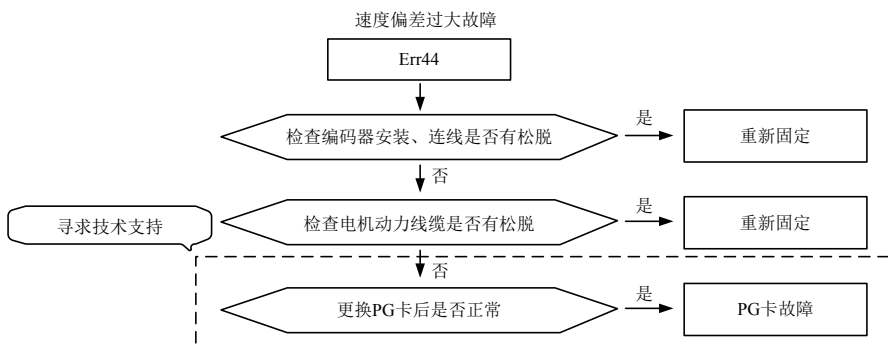 速度偏差过大故障
Err44
检查编码器安装、连线是否有松脱
是
重新固定
否
寻求技术支持
检查电机动力线缆是否有松脱
是
重新固定
否
更换PG卡后是否正常
是
PG卡故障